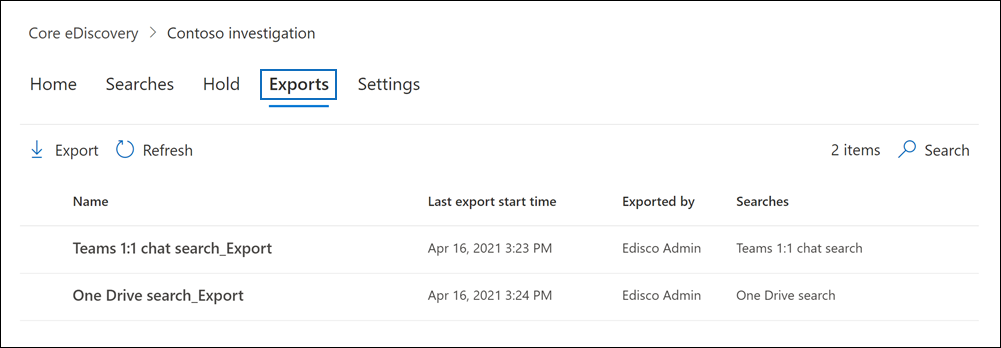 Core eDiscovery > Contoso investigation
Home Searches Hold Exports Settings
Export Refresh 2 items Search
Name Last export start time Exported by Searches
Teams 1:1 chat search_Export Apr 16, 2021 3:23 PM Edisco Admin Teams 1:1 chat search
One Drive search_Export Apr 16, 2021 3:24 PM Edisco Admin One Drive search